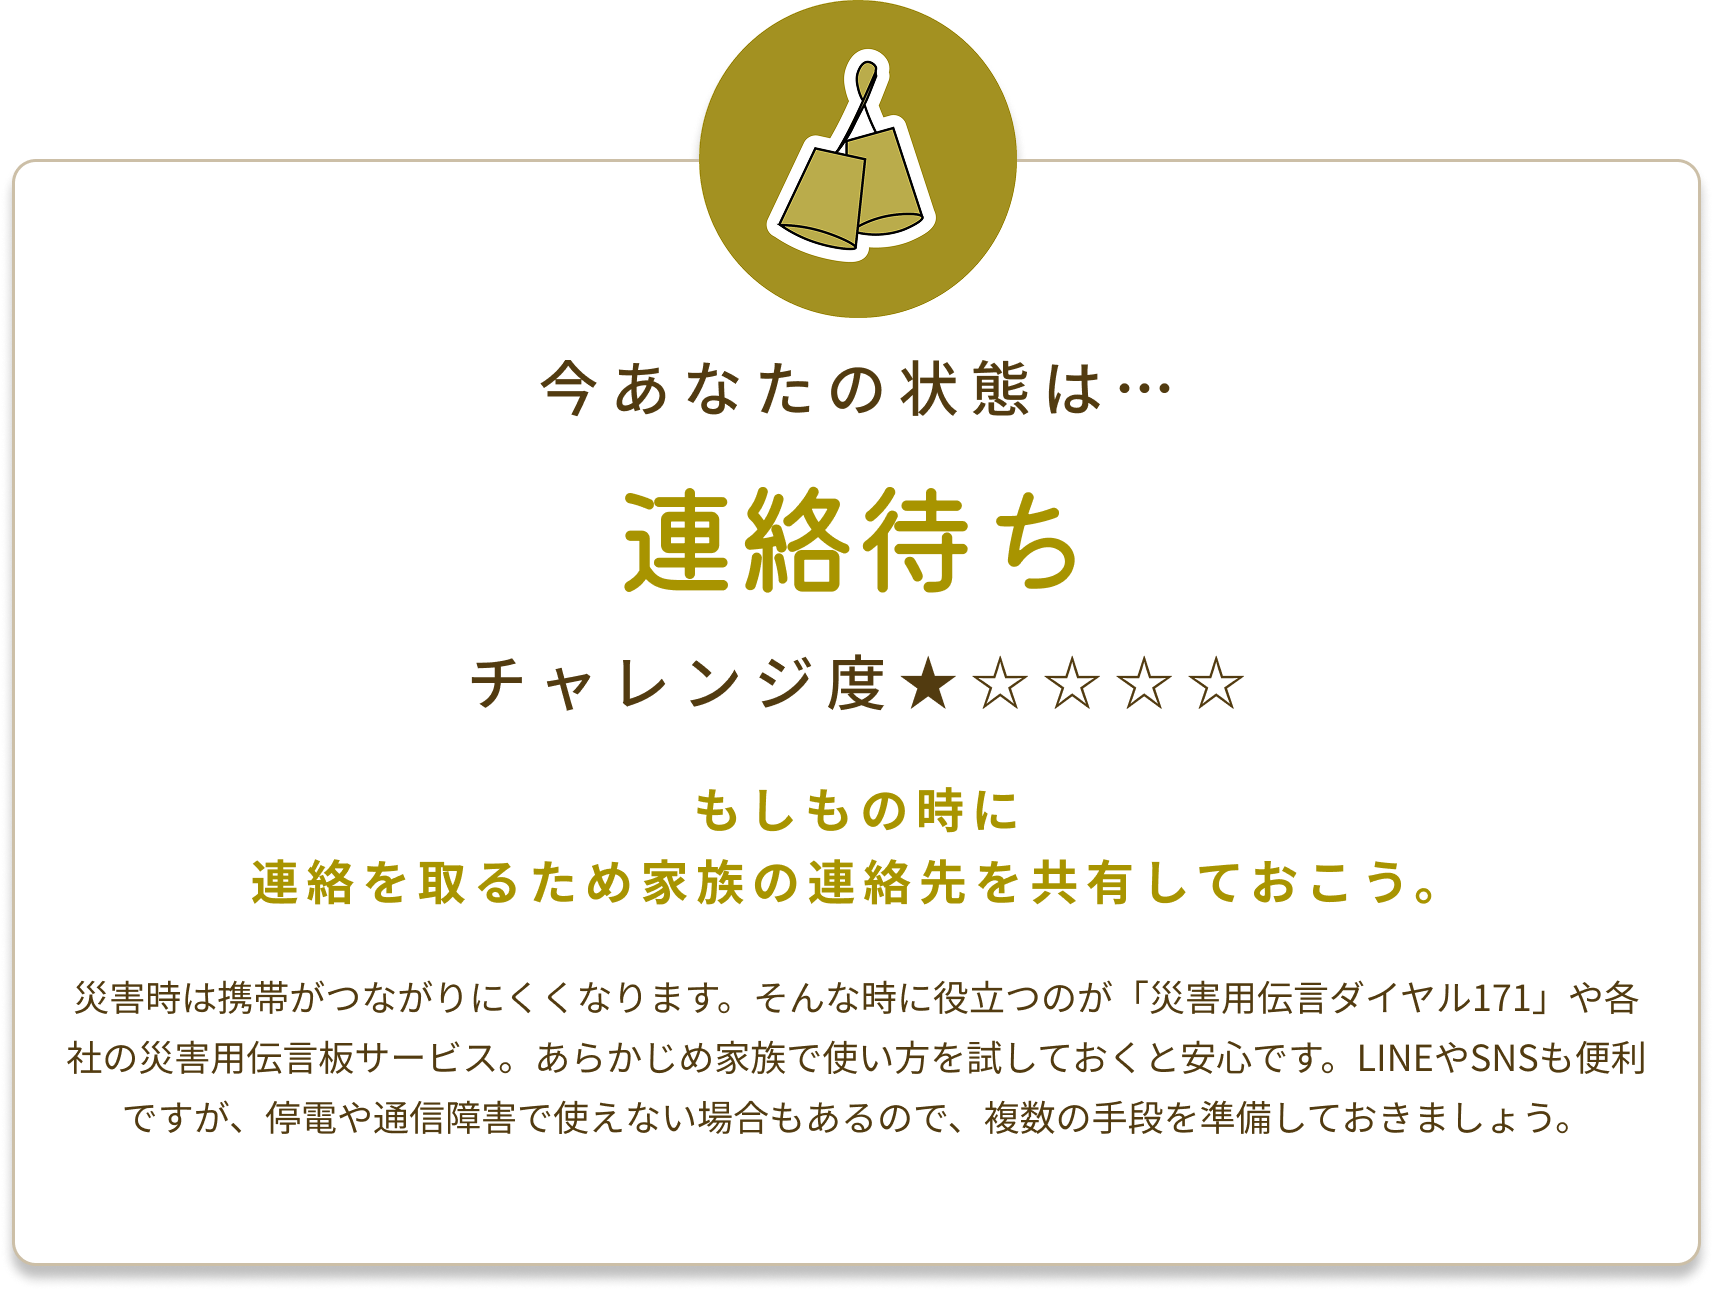 今あなたの状態は…
連絡待ち
チャレンジ度★☆☆☆☆
もしもの時に
連絡を取るため家族の連絡先を共有しておこう。
災害時は携帯がつながりにくくなります。そんな時に役立つのが「災害用伝言ダイヤル171」や各
社の災害用伝言板サービス。あらかじめ家族で使い方を試しておくと安心です。LINEやSNSも便利
ですが、停電や通信障害で使えない場合もあるので、複数の手段を準備しておきましょう。